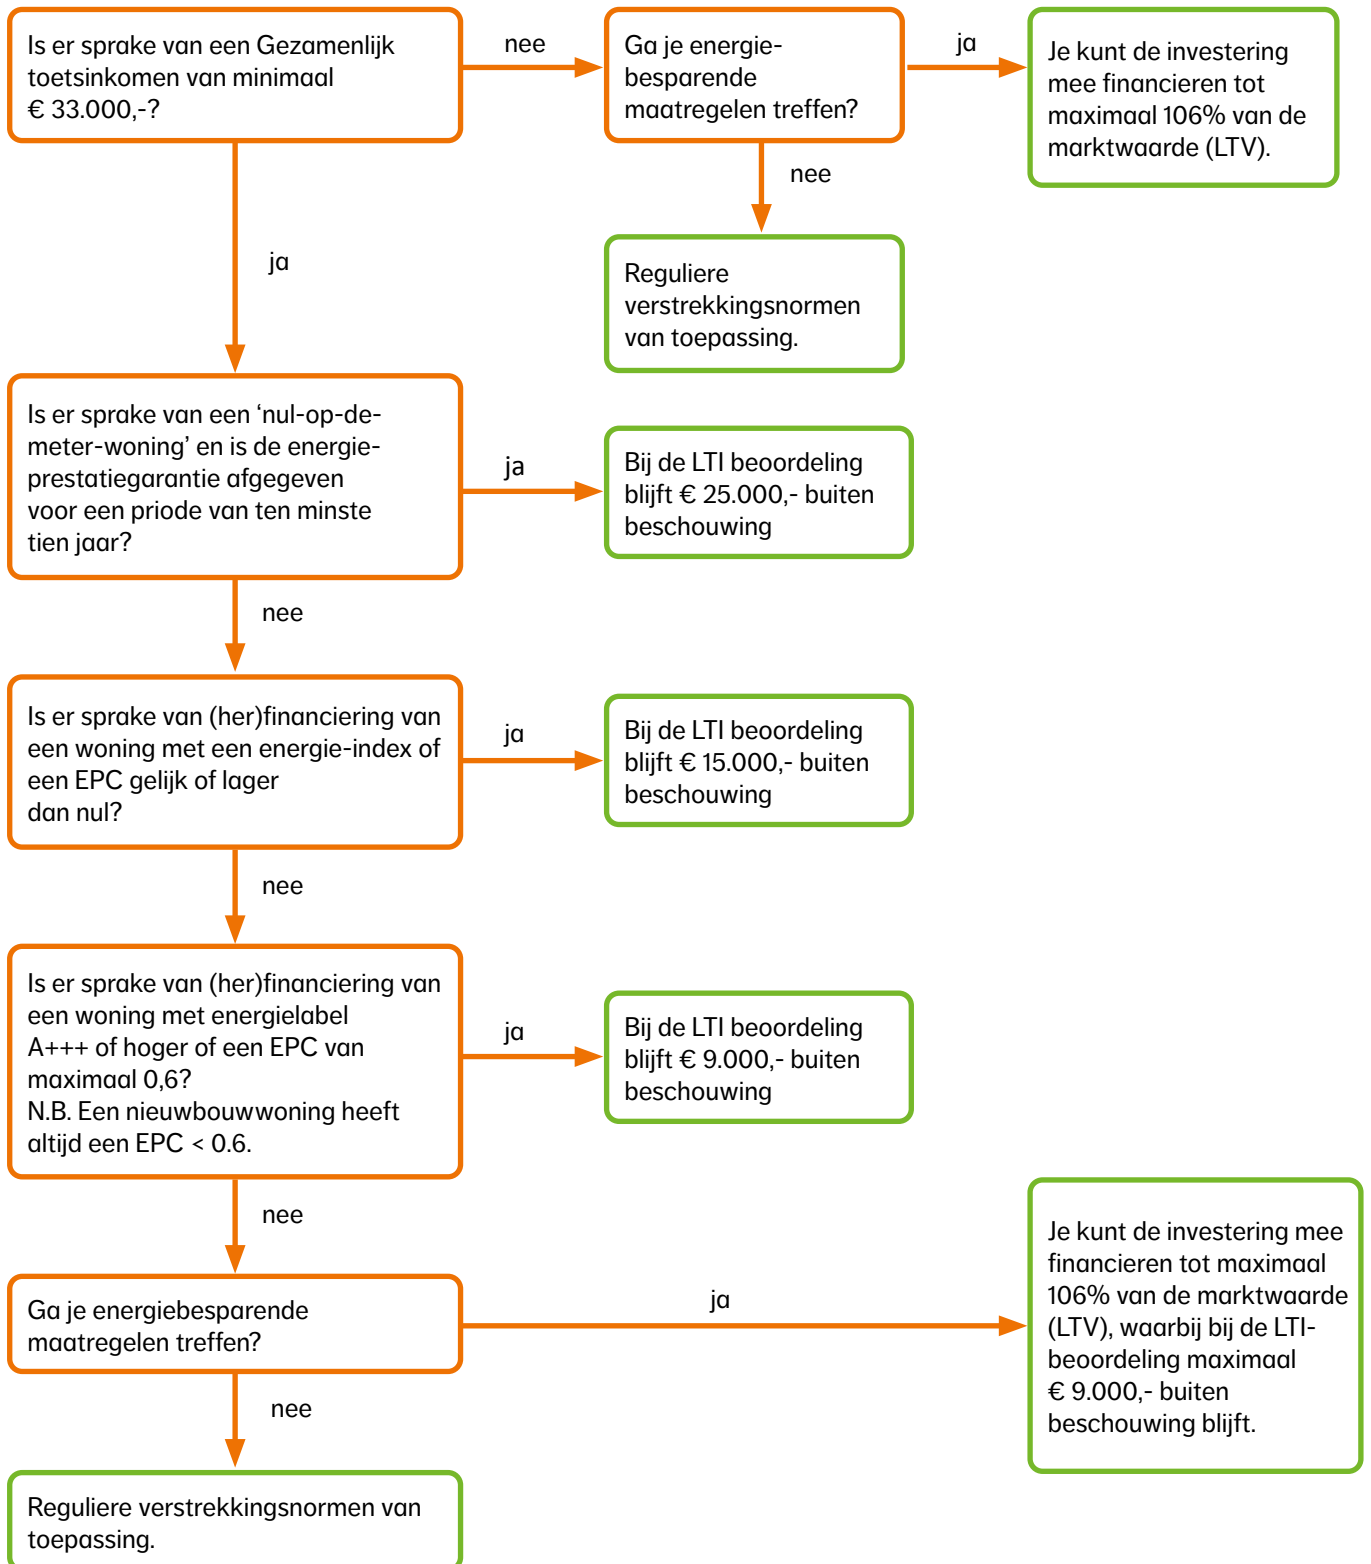 Is er sprake van een Gezamenlijk
toetsinkomen van minimaal
€ 33.000,-?
nee
Ga je energie-
besparende
maatregelen treffen?
ja
Je kunt de investering
mee financieren tot
maximaal 106% van de
marktwaarde (LTV).
nee
ja
Reguliere
verstrekkingsnormen
van toepassing.
Is er sprake van een ‘nul-op-de-
meter-woning’ en is de energie-
prestatiegarantie afgegeven
voor een priode van ten minste
tien jaar?
ja
Bij de LTI beoordeling
blijft € 25.000,- buiten
beschouwing
nee
Is er sprake van (her)financiering van
een woning met een energie-index of
een EPC gelijk of lager
dan nul?
ja
Bij de LTI beoordeling
blijft € 15.000,- buiten
beschouwing
nee
Is er sprake van (her)financiering van
een woning met energielabel
A+++ of hoger of een EPC van
maximaal 0,6?
N.B. Een nieuwbouwwoning heeft
altijd een EPC < 0.6.
ja
Bij de LTI beoordeling
blijft € 9.000,- buiten
beschouwing
nee
Ga je energiebesparende
maatregelen treffen?
ja
Je kunt de investering mee
financieren tot maximaal
106% van de marktwaarde
(LTV), waarbij bij de LTI-
beoordeling maximaal
€ 9.000,- buiten
beschouwing blijft.
nee
Reguliere verstrekkingsnormen van
toepassing.